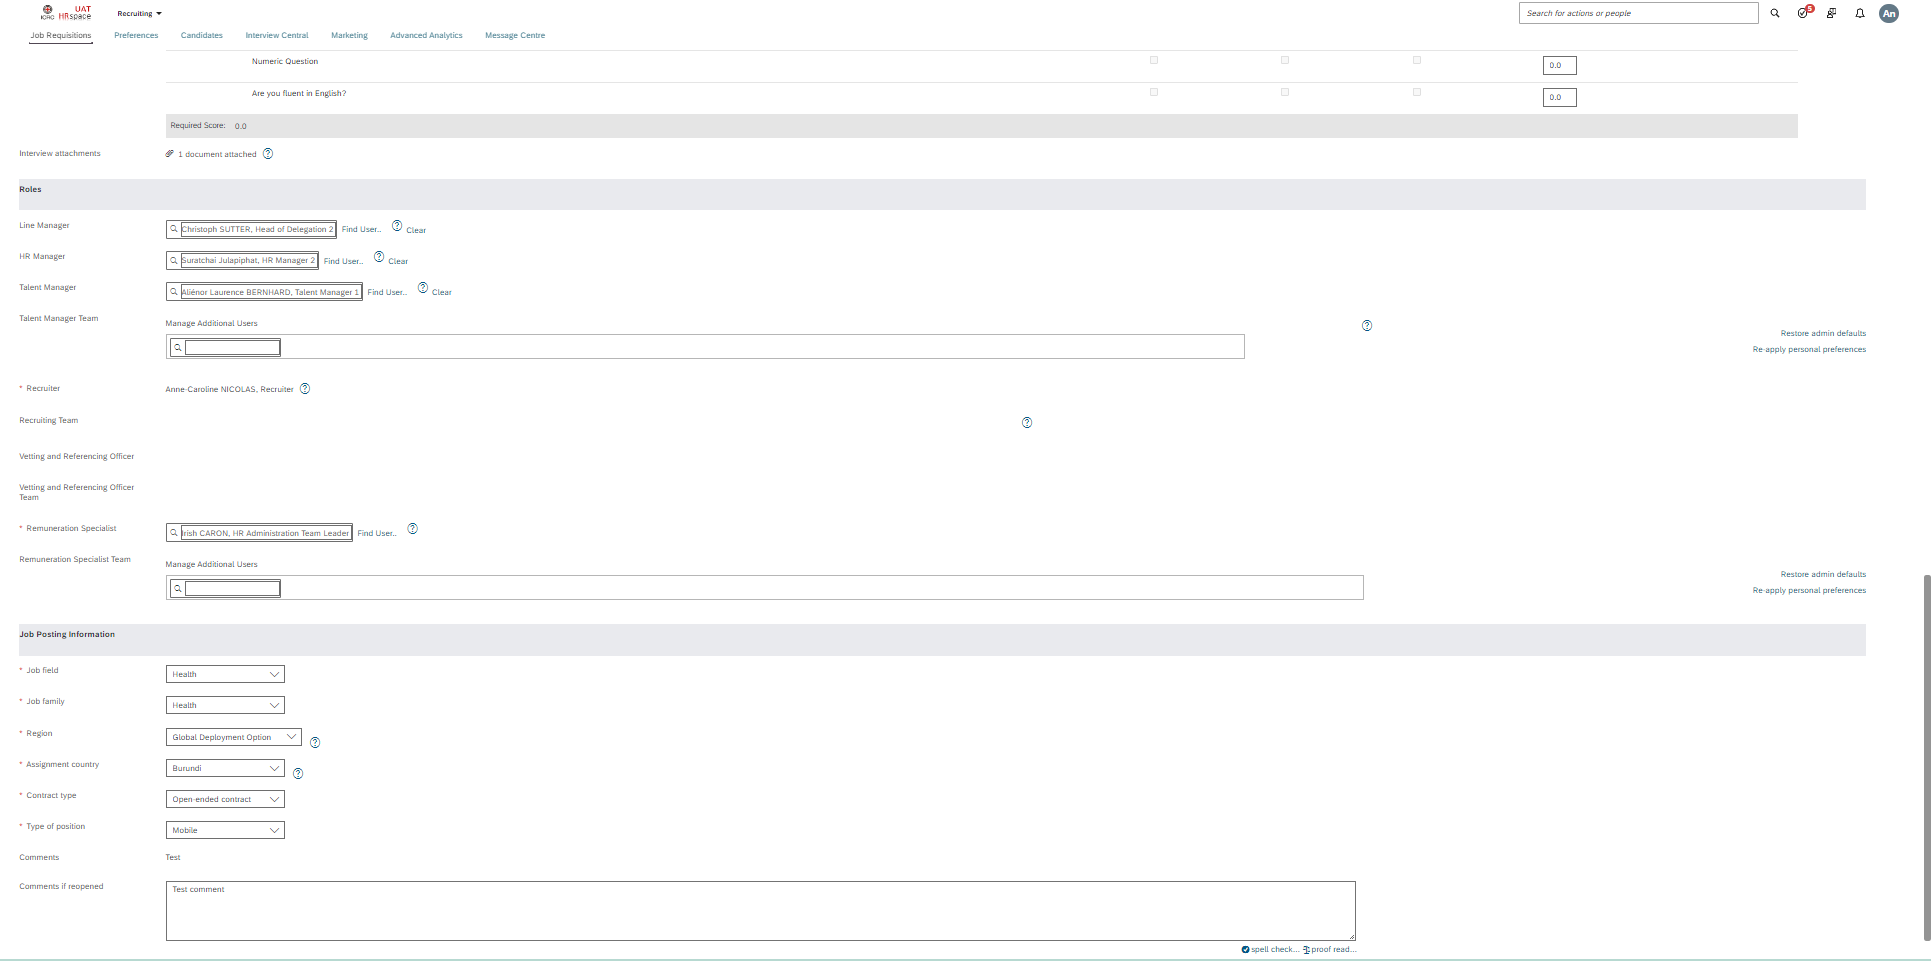 UAT
ICRC HRspace
Recruiting
Search for actions or people
5
An
Job Requisitions Preferences Candidates Interview Central Marketing Advanced Analytics Message Centre
Numeric Question 0.0
Are you fluent in English? 0.0
Required Score: 0.0
Interview attachments 1 document attached ?
Roles
Line Manager Christoph SUTTER, Head of Delegation 2 Find User.. ? Clear
HR Manager Suratchai Julapiphat, HR Manager 2 Find User.. ? Clear
Talent Manager Aliénor Laurence BERNHARD, Talent Manager 1 Find User.. ? Clear
Talent Manager Team Manage Additional Users ?
Restore admin defaults
Re-apply personal preferences
* Recruiter Anne-Caroline NICOLAS, Recruiter ?
Recruiting Team ?
Vetting and Referencing Officer
Vetting and Referencing Officer
Team
* Remuneration Specialist Irish CARON, HR Administration Team Leader Find User.. ?
Remuneration Specialist Team Manage Additional Users
Restore admin defaults
Re-apply personal preferences
Job Posting Information
* Job field Health
* Job family Health
* Region Global Deployment Option ?
* Assignment country Burundi ?
* Contract type Open-ended contract
* Type of position Mobile
Comments Test
Comments if reopened Test comment
spell check... proof read...